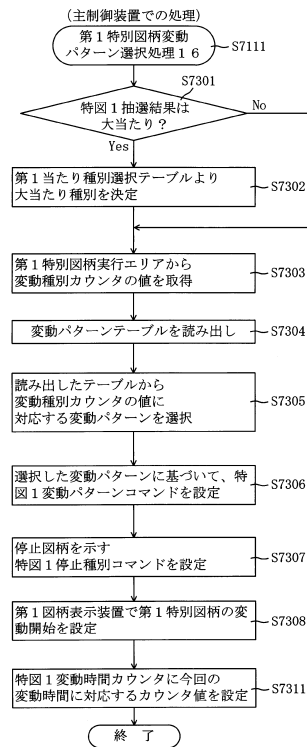 (主制御装置での処理)
第1特別図柄変動
パターン選択処理16
S7111
S7301
特図1抽選結果は
大当たり?
No
Yes
第1当たり種別選択テーブルより
大当たり種別を決定
S7302
第1特別図柄実行エリアから
変動種別カウンタの値を取得
S7303
変動パターンテーブルを読み出し
S7304
読み出したテーブルから
変動種別カウンタの値に
対応する変動パターンを選択
S7305
選択した変動パターンに基づいて、特
図1変動パターンコマンドを設定
S7306
停止図柄を示す
特図1停止種別コマンドを設定
S7307
第1図柄表示装置で第1特別図柄の変
動開始を設定
S7308
特図1変動時間カウンタに今回の
変動時間に対応するカウンタ値を設定
S7311
終了